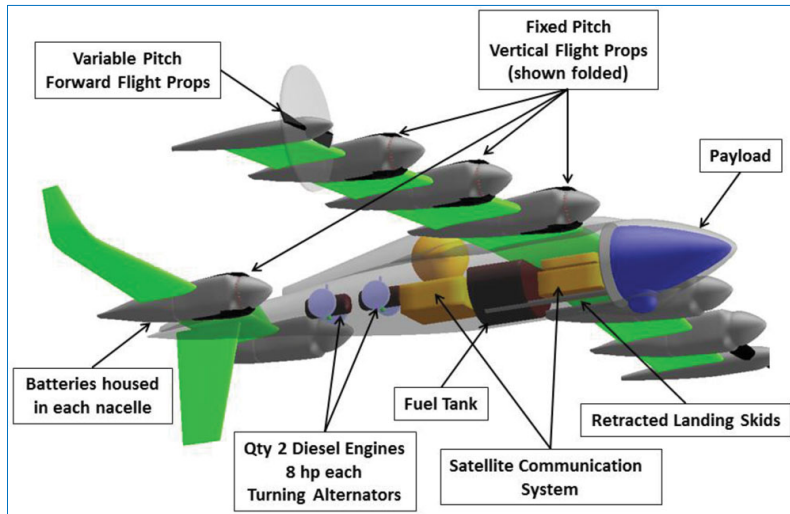 Variable Pitch
Forward Flight Props
Fixed Pitch
Vertical Flight Props
(shown folded)
Payload
Batteries housed
in each nacelle
Qty 2 Diesel Engines
8 hp each
Turning Alternators
Fuel Tank
Satellite Communication
System
Retracted Landing Skids